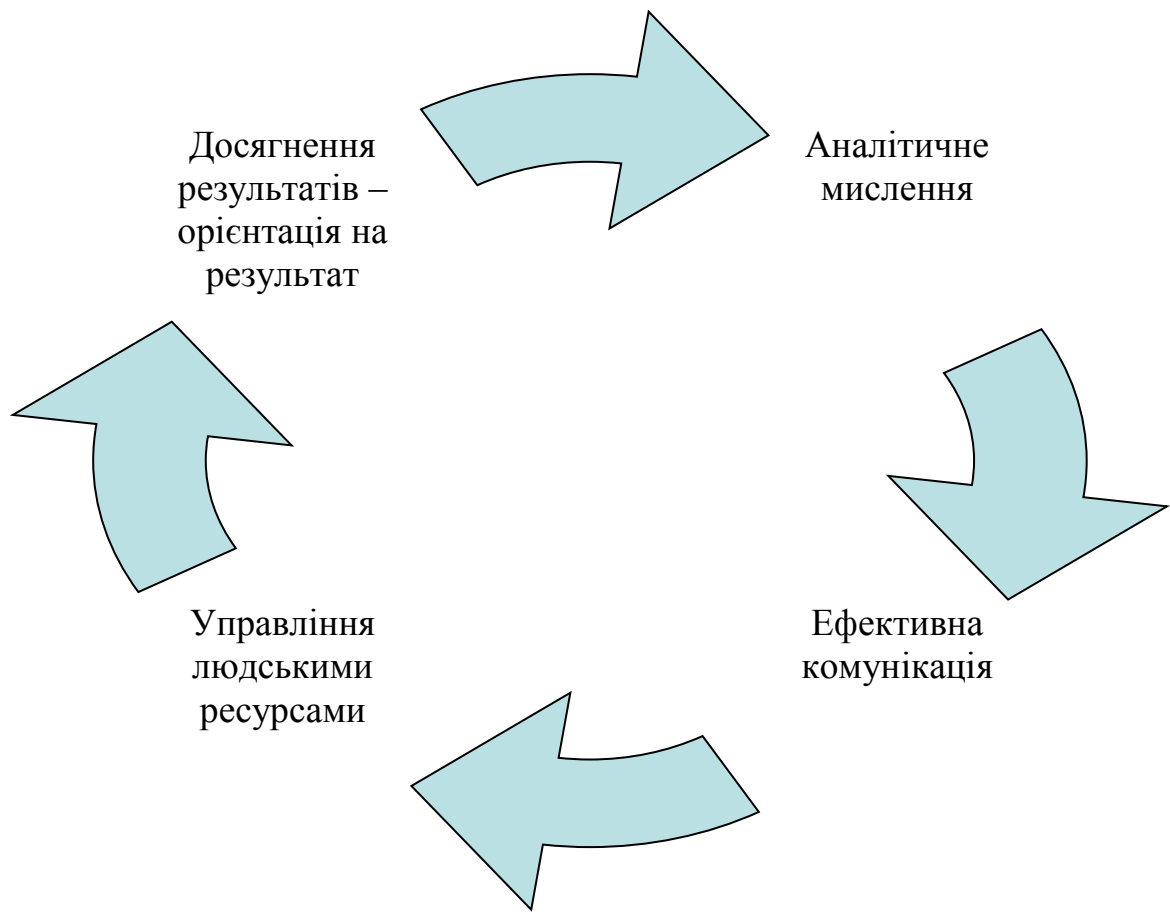 Досягнення
результатів –
орієнтація на
результат
Аналітичне
мислення
Ефективна
комунікація
Управління
людськими
ресурсами